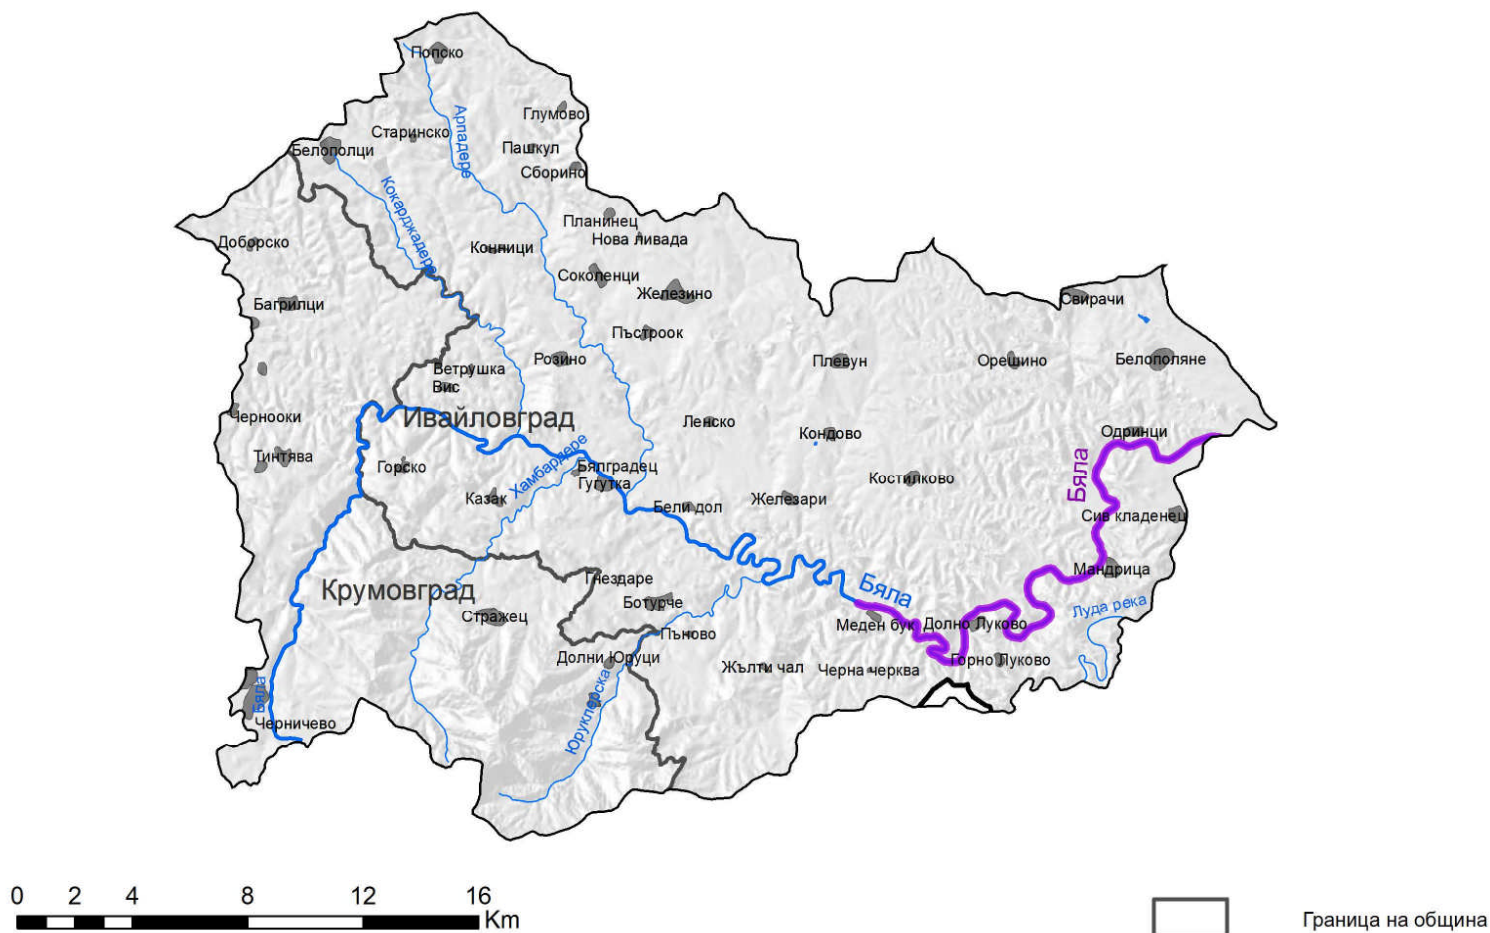 Попско
Глумово
Арпадере
Старинско
Пашкул
Белополци
Сборино
Кокарджадере
Планинец
Нова ливада
Доборско
Конници
Соколенци
Железино
Свирачи
Багрилци
Пъстроок
Розино
Плевун
Орешино
Белополяне
Ветрушка
Вис
Чернооки
Ивайловград
Ленско
Кондово
Одринци
Тинтява
Горско
Хамбардере
Бялградец
Бяла
Гугутка
Костилково
Казак
Бели дол
Железари
Сив кладенец
Мандрица
Гнездаре
Крумовград
Бяла
Ботурче
Луда река
Стражец
Меден бук
Долно Луково
Пъново
Долни Юруци
Жълти чал
Черна черква
Горно Луково
Бяла
Юруклерска
Черничево
0 2 4 8 12 16
Km
Граница на община